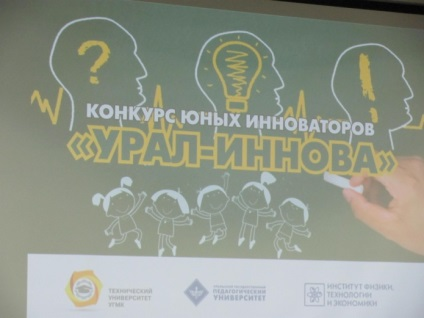 ?
!
КОНКУРС ЮНЫХ ИННОВАТОРОВ
«УРАЛ-ИННОВА»
ТЕХНИЧЕСКИЙ
УНИВЕРСИТЕТ
УГМК
ПЕДАГОГИЧЕСКИЙ
УНИВЕРСИТЕТ
ИНСТИТУТ ФИЗИКИ,
ТЕХНОЛОГИИ
И ЭКОНОМИКИ